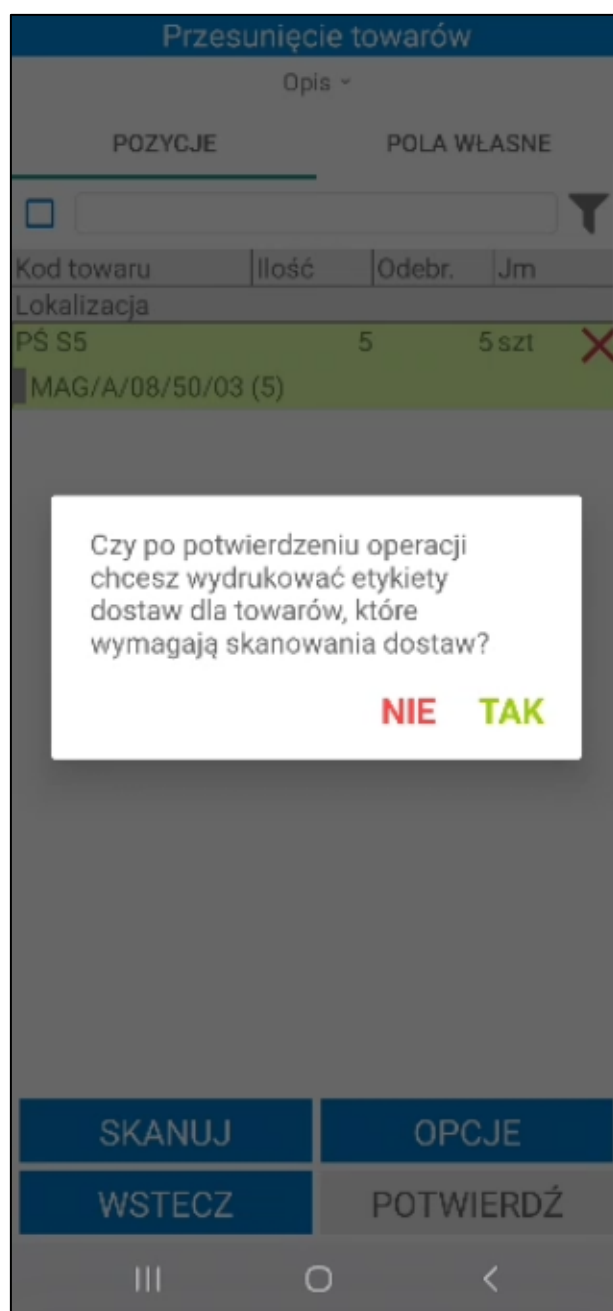 Przesunięcie towarów
Opis
POZYCJE POLA WŁASNE
Kod towaru Ilość Odebr. Jm
Lokalizacja
PŚ S5 5 5 szt
MAG/A/08/50/03 (5)
Czy po potwierdzeniu operacji
chcesz wydrukować etykiety
dostaw dla towarów, które
wymagają skanowania dostaw?
NIE TAK
SKANUJ OPCJE
WSTECZ POTWIERDŹ